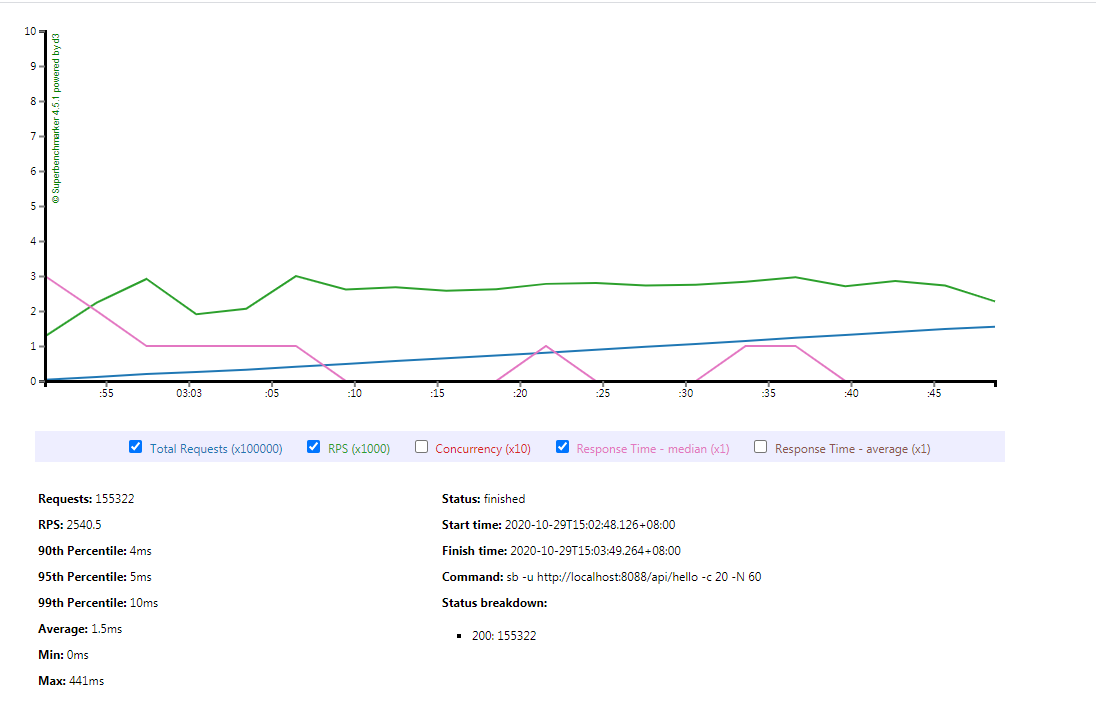 10
9
8
7
6
5
4
3
2
1
0
© Superbenchmarker 4.5.1 powered by d3
:55 03:03 :05 :10 :15 :20 :25 :30 :35 :40 :45
Total Requests (x100000) RPS (x1000) Concurrency (x10) Response Time - median (x1) Response Time - average (x1)
Requests: 155322
RPS: 2540.5
90th Percentile: 4ms
95th Percentile: 5ms
99th Percentile: 10ms
Average: 1.5ms
Min: 0ms
Max: 441ms
Status: finished
Start time: 2020-10-29T15:02:48.126+08:00
Finish time: 2020-10-29T15:03:49.264+08:00
Command: sb -u http://localhost:8088/api/hello -c 20 -N 60
Status breakdown:
200: 155322